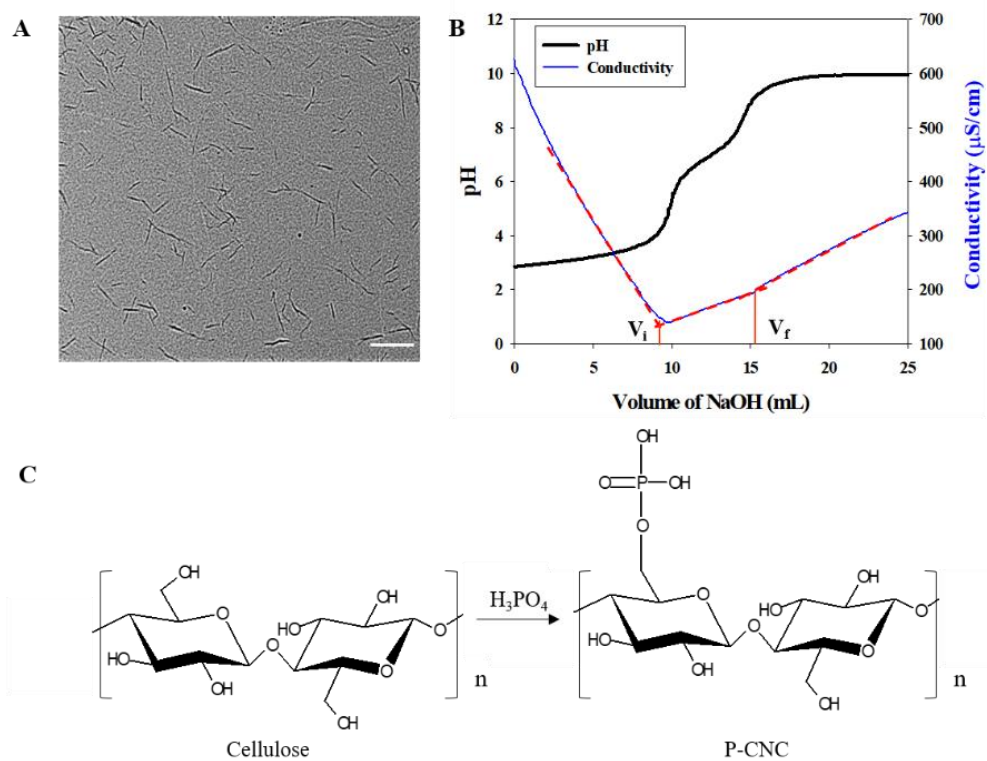 A
B
pH
Conductivity
12
10
8
6
4
2
0
pH
700
600
500
400
300
200
100
Conductivity (µS/cm)
Vi
Vf
0
5
10
15
20
25
Volume of NaOH (mL)
C
OH
O
P
OH
O
OH
O
OH
HO
O
O
OH
HO
O
OH
n
Cellulose
H3PO4
O
HO
OH
O
HO
OH
O
O
OH
n
P-CNC